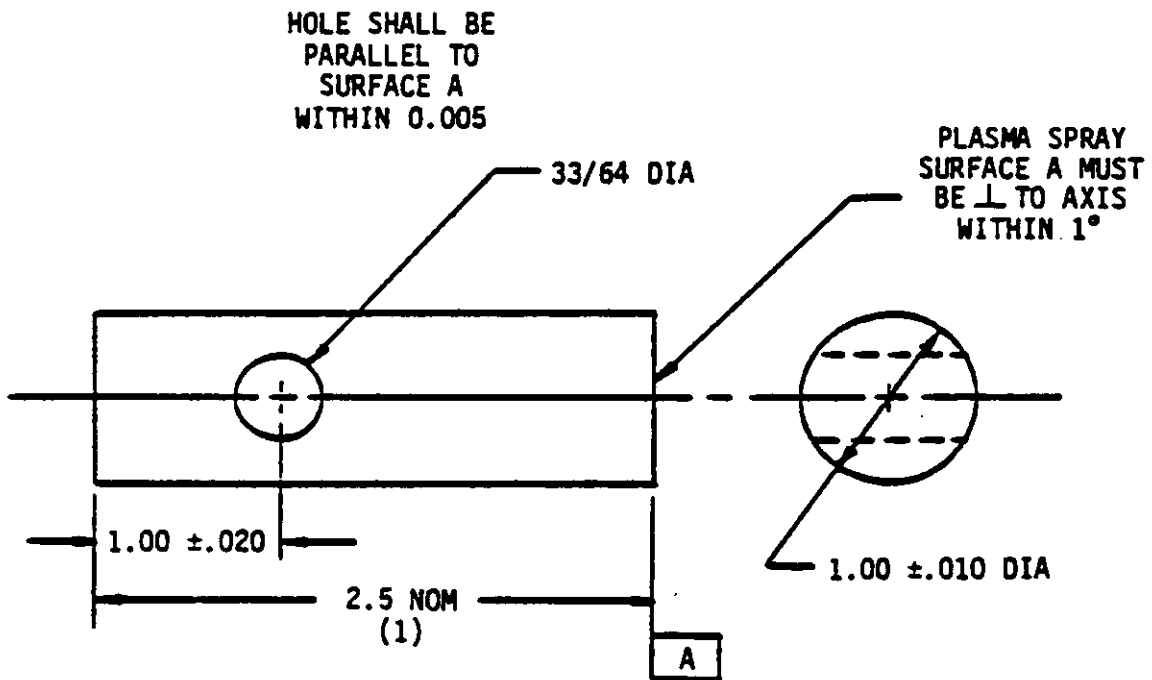 HOLE SHALL BE
PARALLEL TO
SURFACE A
WITHIN 0.005
33/64 DIA
PLASMA SPRAY
SURFACE A MUST
BE ⊥ TO AXIS
WITHIN 1°
1.00 ±.020
2.5 NOM
(1)
1.00 ±.010 DIA
A